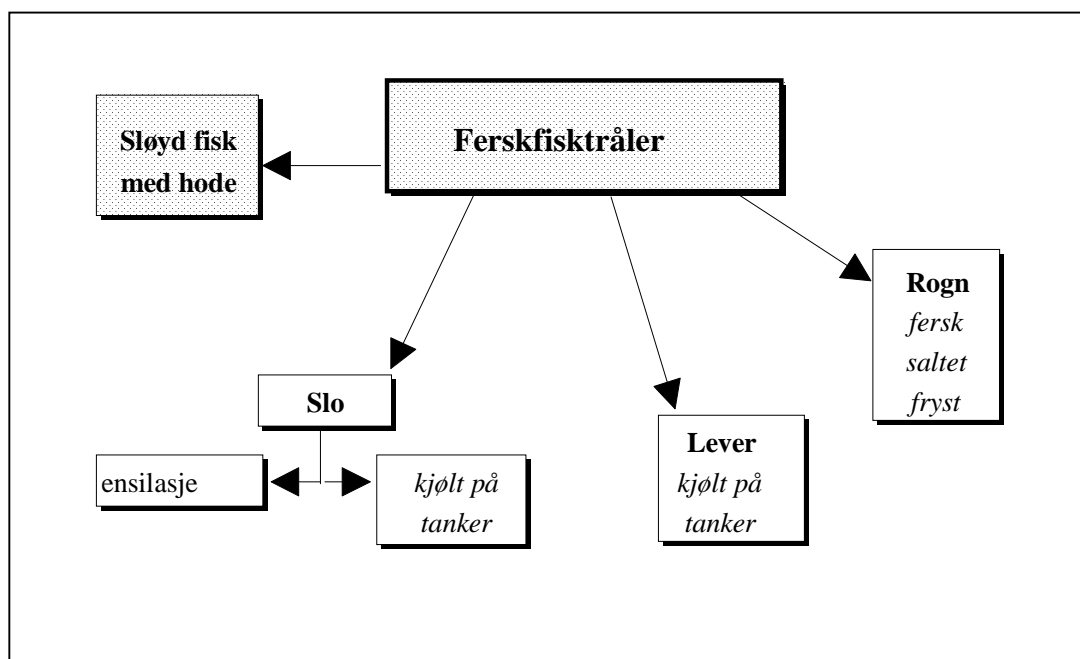 Sløyd fisk
med hode
Ferskfisktråler
Rogn
fersk
saltet
fryst
Slo
ensilasje
kjølt på
tanker
Lever
kjølt på
tanker